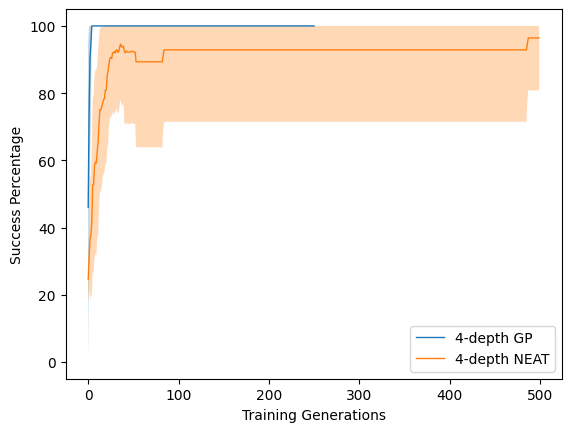 100
80
60
40
20
0
Success Percentage
0 100 200 300 400 500
Training Generations
4-depth GP
4-depth NEAT